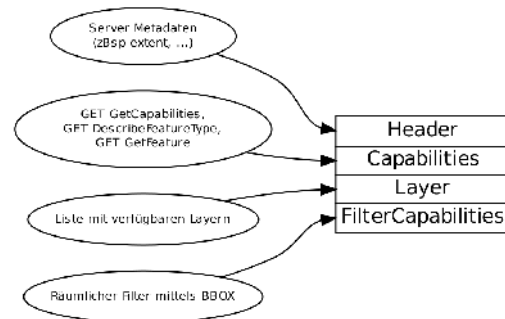 Server Metadaten
(zBsp extent, ...)
GET GetCapabilities,
GET DescribeFeatureType,
GET GetFeature
Liste mit verfügbaren Layern
Räumlicher Filter mittels BBOX
Header
Capabilities
Layer
FilterCapabilities